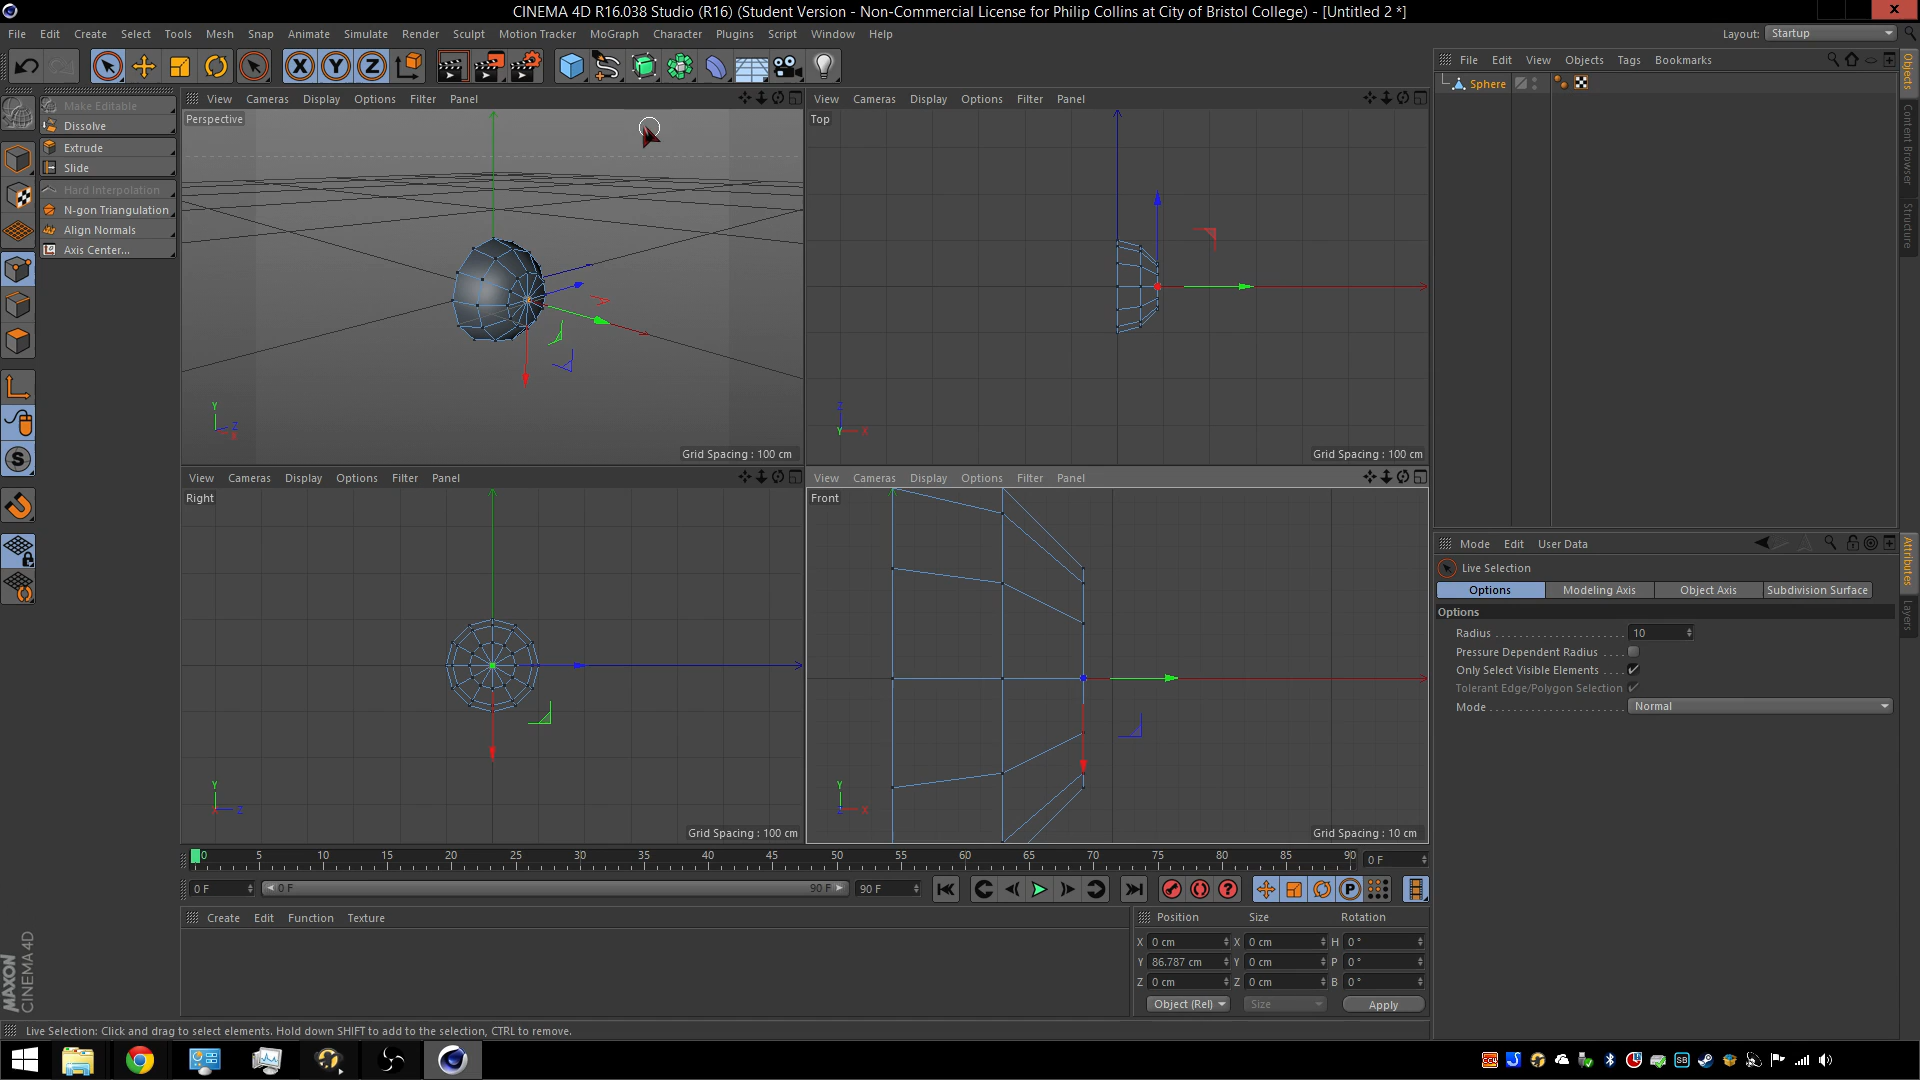 CINEMA 4D R16.038 Studio (R16) (Student Version - Non-Commercial License for Philip Collins at City of Bristol College) - [Untitled 2 *]
File Edit Create Select Tools Mesh Snap Animate Simulate Render Sculpt Motion Tracker MoGraph Character Plugins Script Window Help
Layout: Startup
File Edit View Objects Tags Bookmarks
Sphere
Objects
Content Browser
Structure
Make Editable
Dissolve
Extrude
Slide
Hard Interpolation
N-gon Triangulation
Align Normals
Axis Center...
View Cameras Display Options Filter Panel
Perspective
Y
Z
X
Grid Spacing : 100 cm
View Cameras Display Options Filter Panel
Top
Z
Y X
Grid Spacing : 100 cm
View Cameras Display Options Filter Panel
Right
Y
X Z
Grid Spacing : 100 cm
View Cameras Display Options Filter Panel
Front
Y
Z X
Grid Spacing : 10 cm
Mode Edit User Data
Live Selection
Options Modeling Axis Object Axis Subdivision Surface
Options
Radius 10
Pressure Dependent Radius
Only Select Visible Elements
Tolerant Edge/Polygon Selection
Mode Normal
Attributes
Layers
0 5 10 15 20 25 30 35 40 45 50 55 60 65 70 75 80 85 90 0 F
0 F 0 F 90 F 90 F
Create Edit Function Texture
Position Size Rotation
X 0 cm X 0 cm H 0 °
Y 86.787 cm Y 0 cm P 0 °
Z 0 cm Z 0 cm B 0 °
Object (Rel) Size Apply
MAXON
CINEMA 4D
Live Selection: Click and drag to select elements. Hold down SHIFT to add to the selection, CTRL to remove.